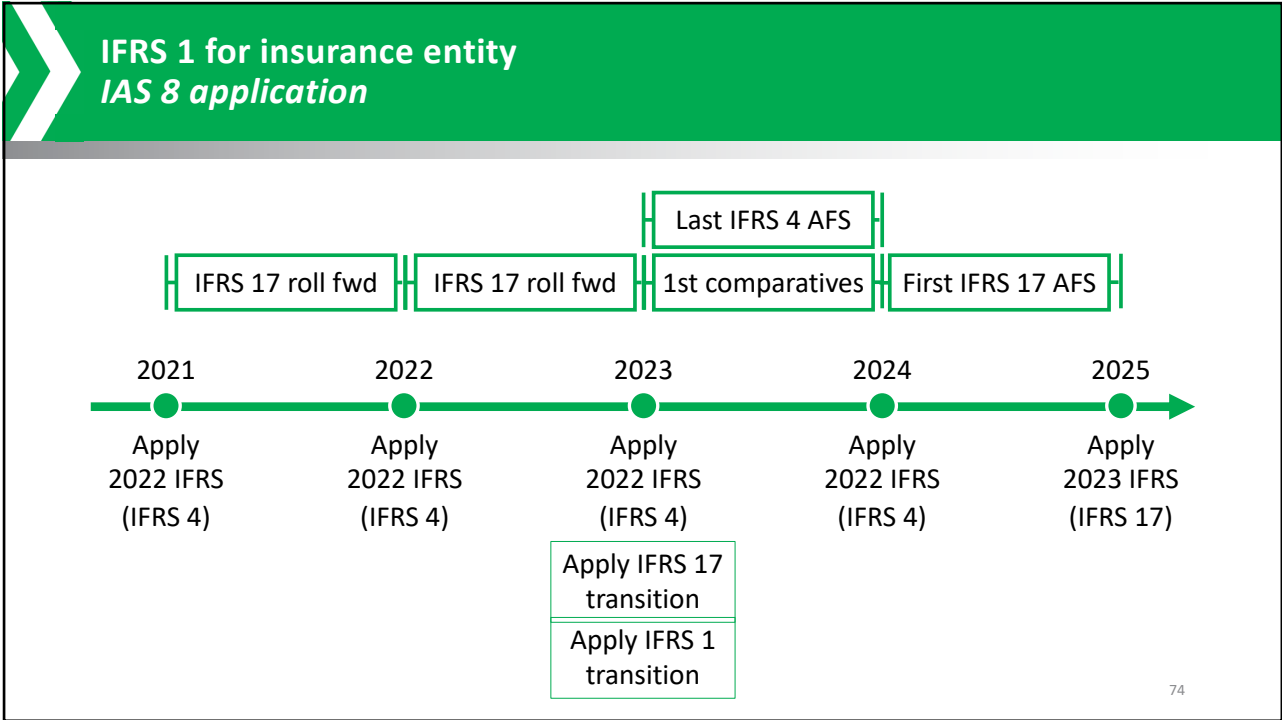 IFRS 1 for insurance entity
IAS 8 application
Last IFRS 4 AFS
IFRS 17 roll fwd
IFRS 17 roll fwd
1st comparatives
First IFRS 17 AFS
2021
2022
2023
2024
2025
Apply
2022 IFRS
(IFRS 4)
Apply
2022 IFRS
(IFRS 4)
Apply
2022 IFRS
(IFRS 4)
Apply
2022 IFRS
(IFRS 4)
Apply
2023 IFRS
(IFRS 17)
Apply IFRS 17
transition
Apply IFRS 1
transition
74